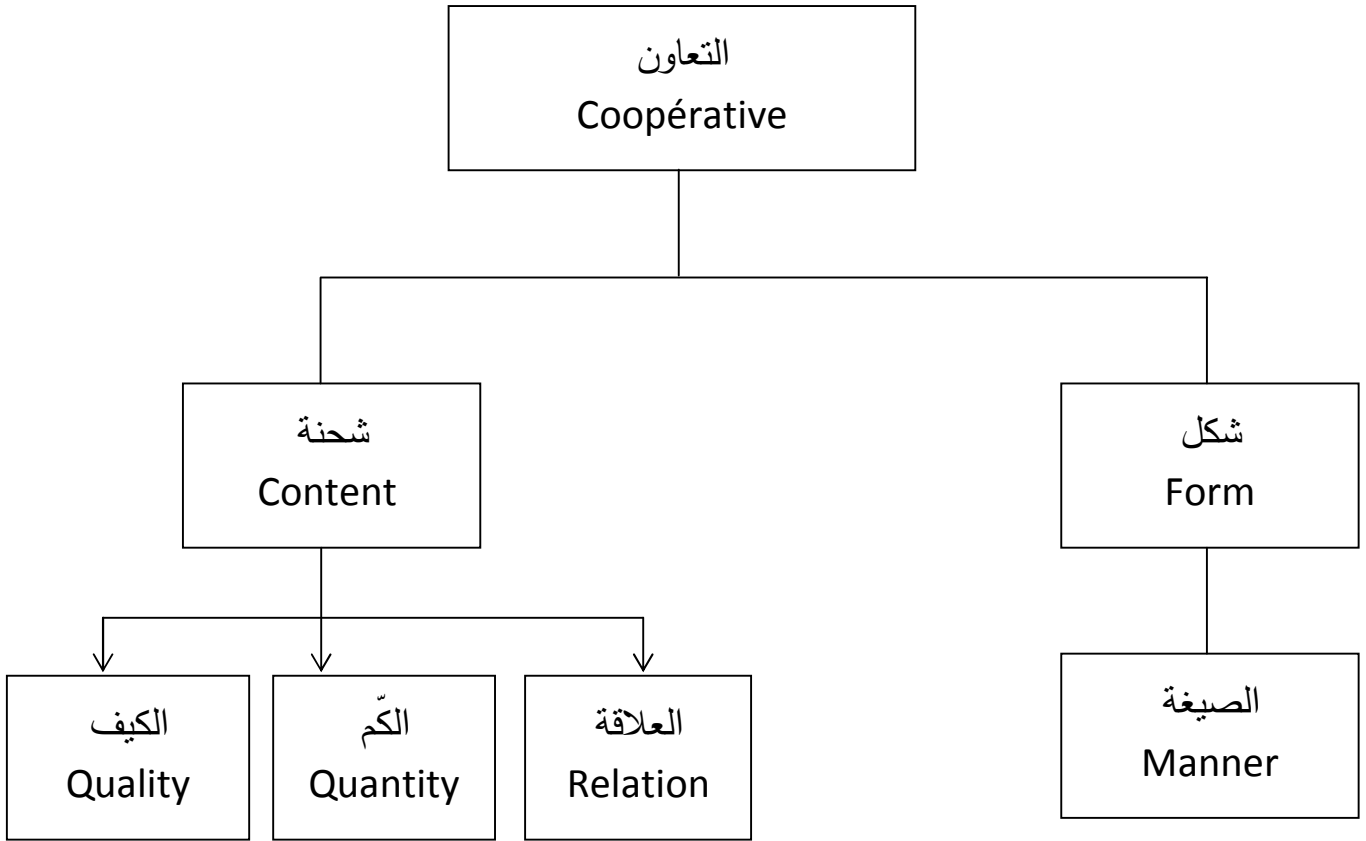 التعاون
Coopérative
شحنة
Content
شكل
Form
الكيف
Quality
الكّم
Quantity
العلاقة
Relation
الصيغة
Manner